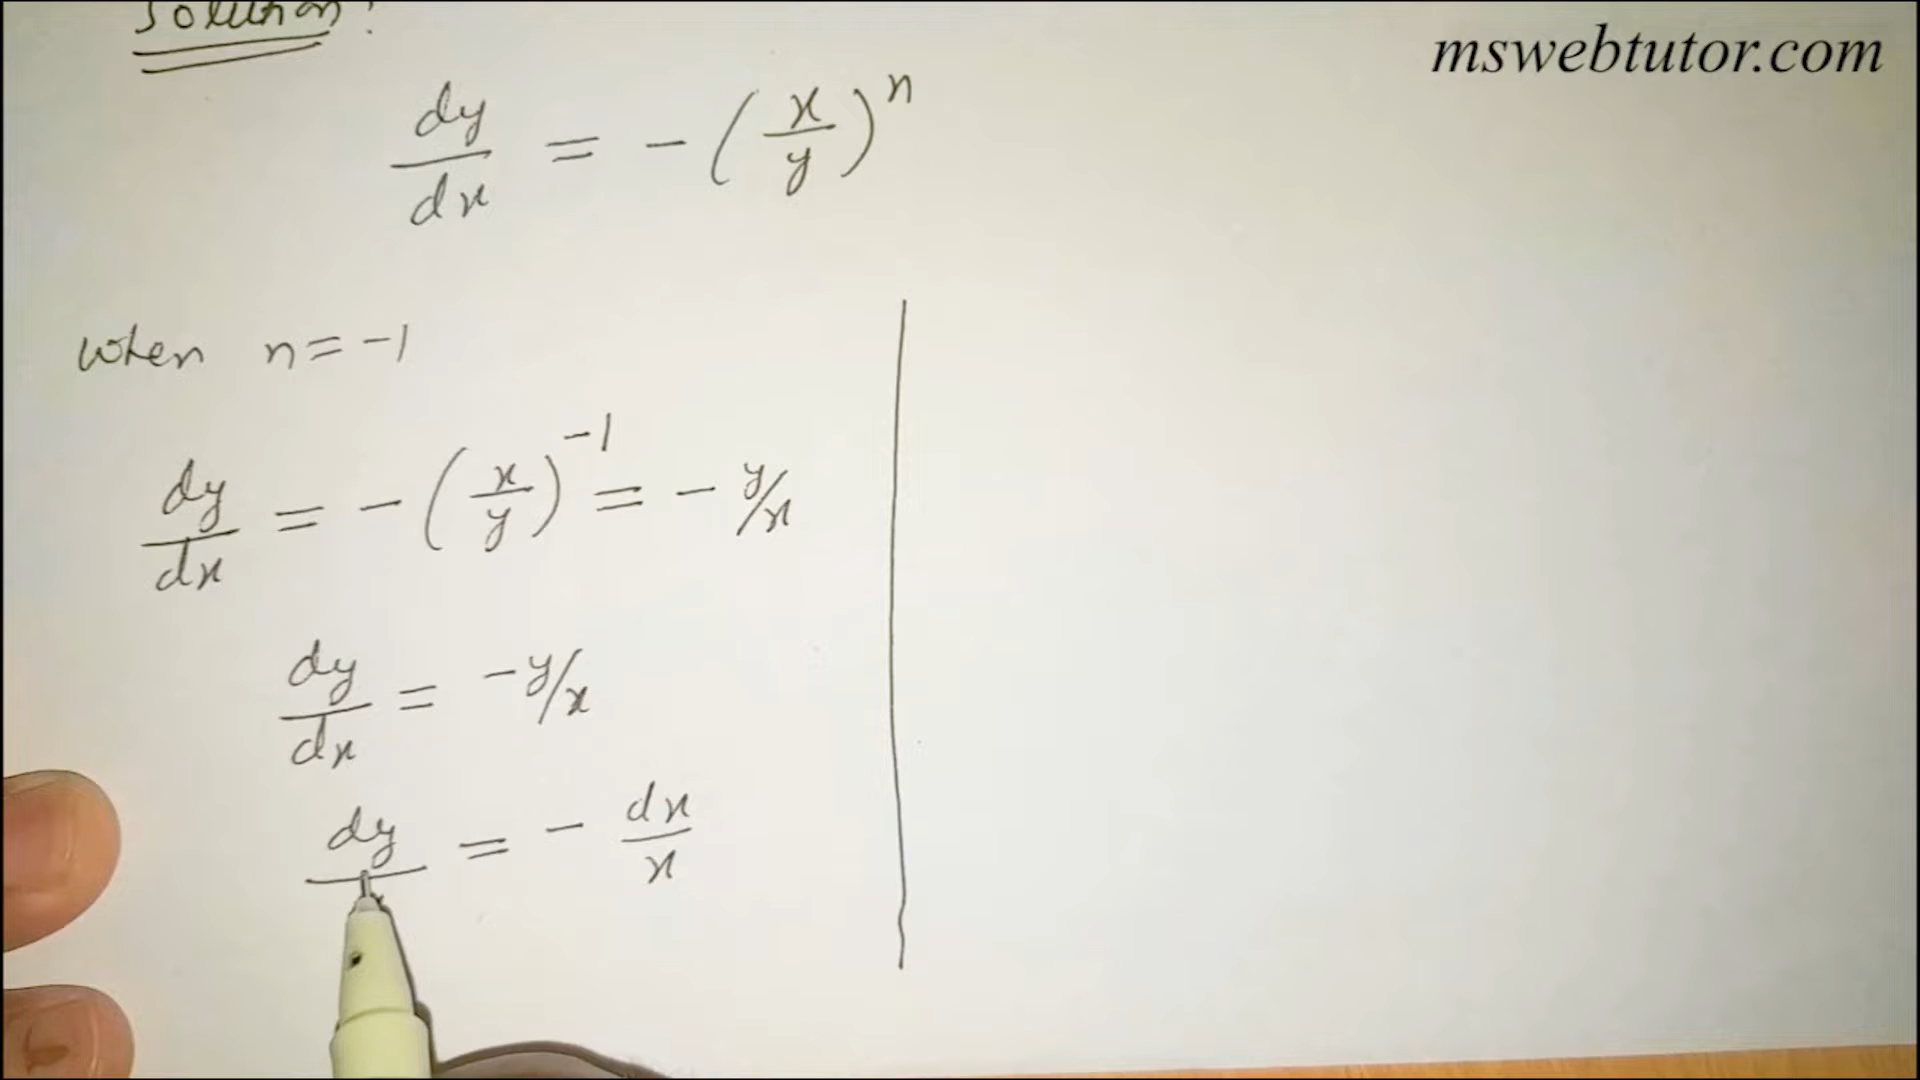 Solution:
mswebtutor.com
dy/dx = - (x/y)^n
when n = -1
dy/dx = - (x/y)^-1 = - y/x
dy/dx = -y/x
dy/ = - dx/x